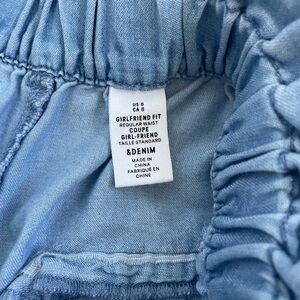 US 8
CA 8
GIRLFRIEND FIT
REGULAR WAIST
COUPE
GIRL-FRIEND
TAILLE STANDARD
&DENIM
MADE IN
CHINA
FABRIQUÉ EN
CHINE